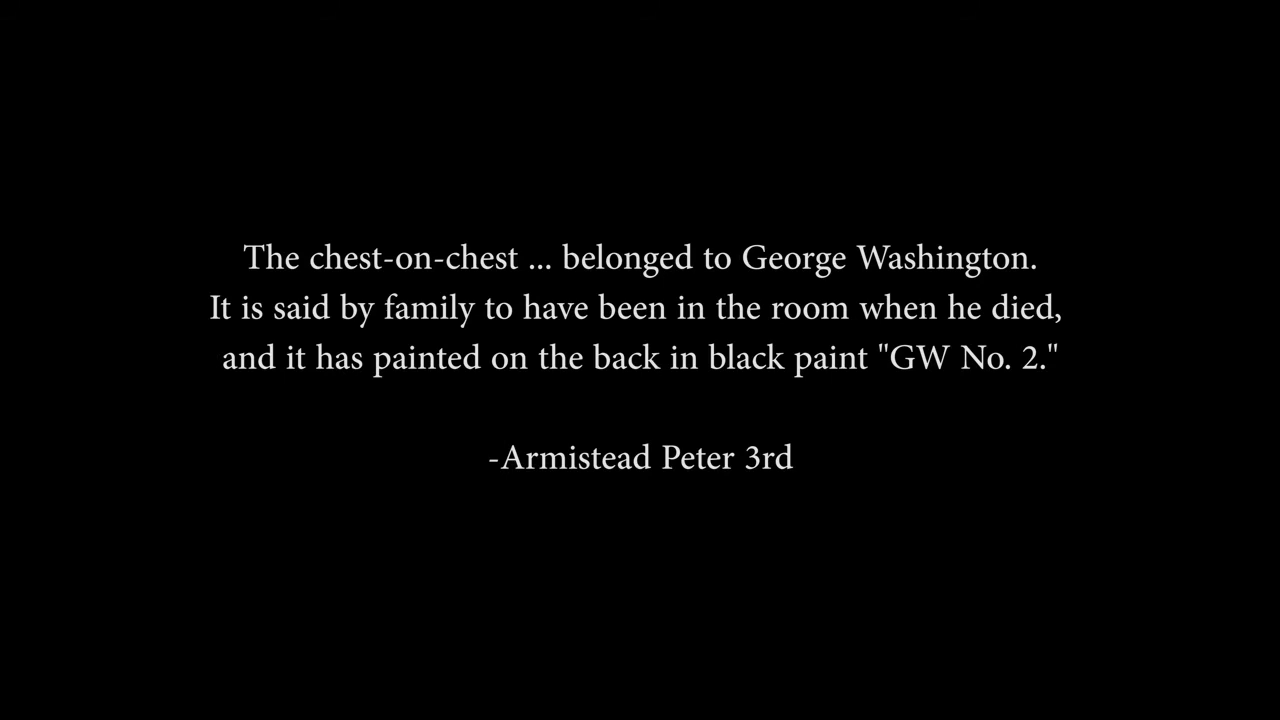 The chest-on-chest ... belonged to George Washington.
It is said by family to have been in the room when he died,
and it has painted on the back in black paint "GW No. 2."
-Armistead Peter 3rd